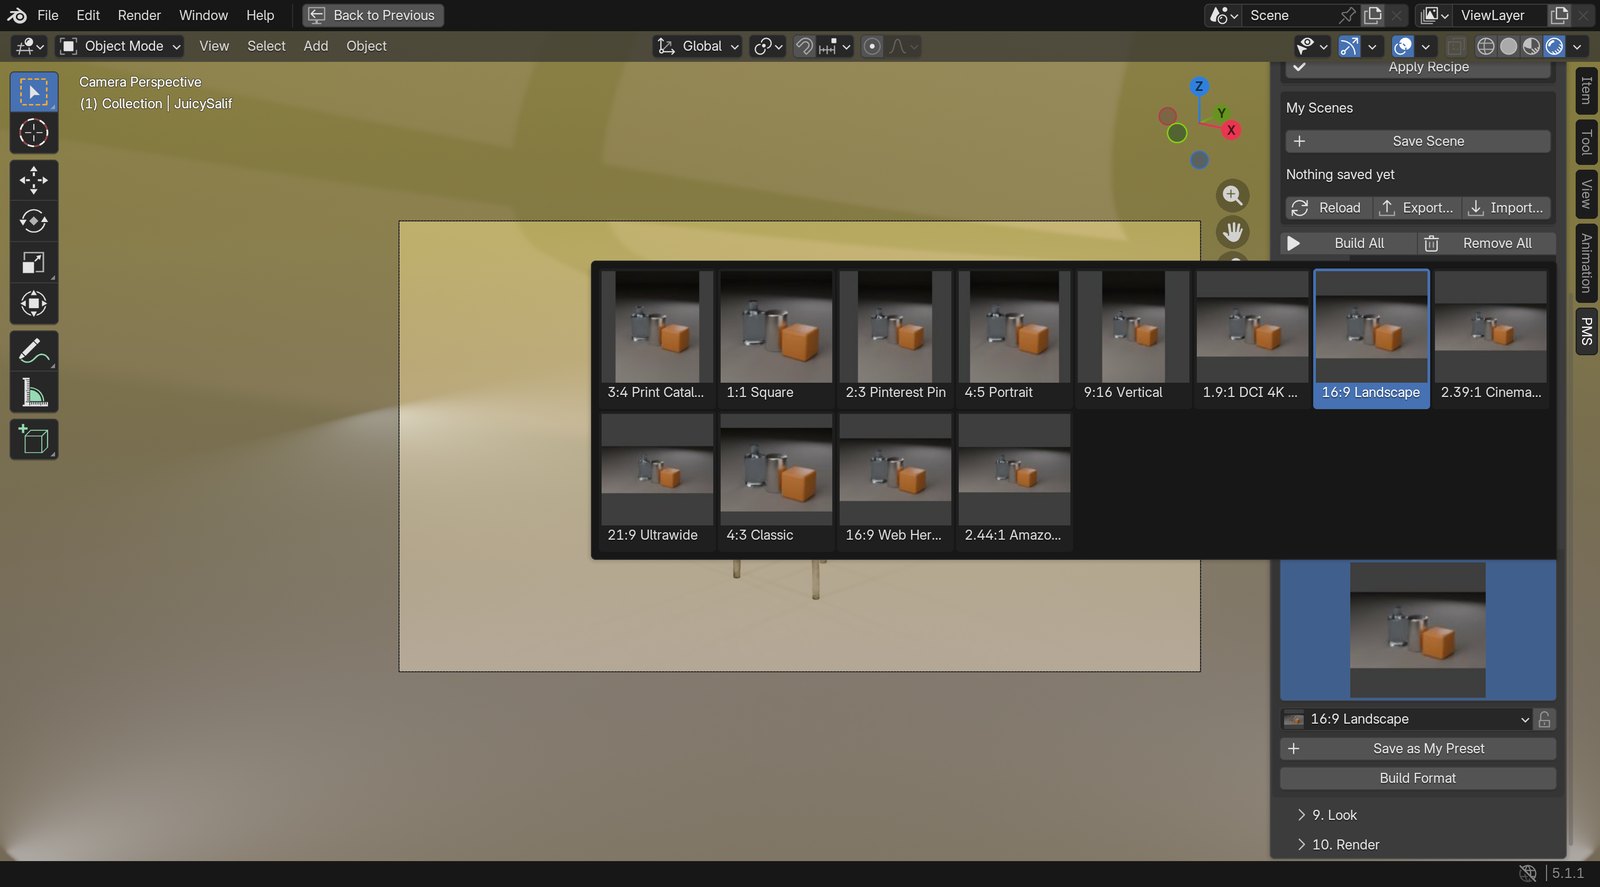 File Edit Render Window Help Back to Previous Scene ViewLayer
Object Mode View Select Add Object Global
Camera Perspective
(1) Collection | JuicySalif
Z
Y
X
Apply Recipe
My Scenes
Save Scene
Nothing saved yet
Reload Export... Import...
Build All Remove All
Item
Tool
View
Animation
PMS
3:4 Print Catal... 1:1 Square 2:3 Pinterest Pin 4:5 Portrait 9:16 Vertical 1.9:1 DCI 4K ... 16:9 Landscape 2.39:1 Cinema...
21:9 Ultrawide 4:3 Classic 16:9 Web Her... 2.44:1 Amazo...
16:9 Landscape
Save as My Preset
Build Format
9. Look
10. Render
5.1.1